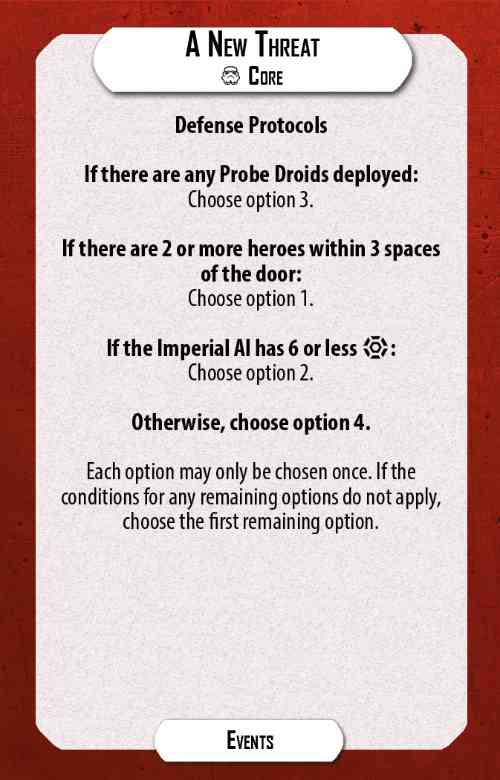 A New Threat
Core
Defense Protocols
If there are any Probe Droids deployed:
Choose option 3.
If there are 2 or more heroes within 3 spaces
of the door:
Choose option 1.
If the Imperial AI has 6 or less :
Choose option 2.
Otherwise, choose option 4.
Each option may only be chosen once. If the
conditions for any remaining options do not apply,
choose the first remaining option.
Events